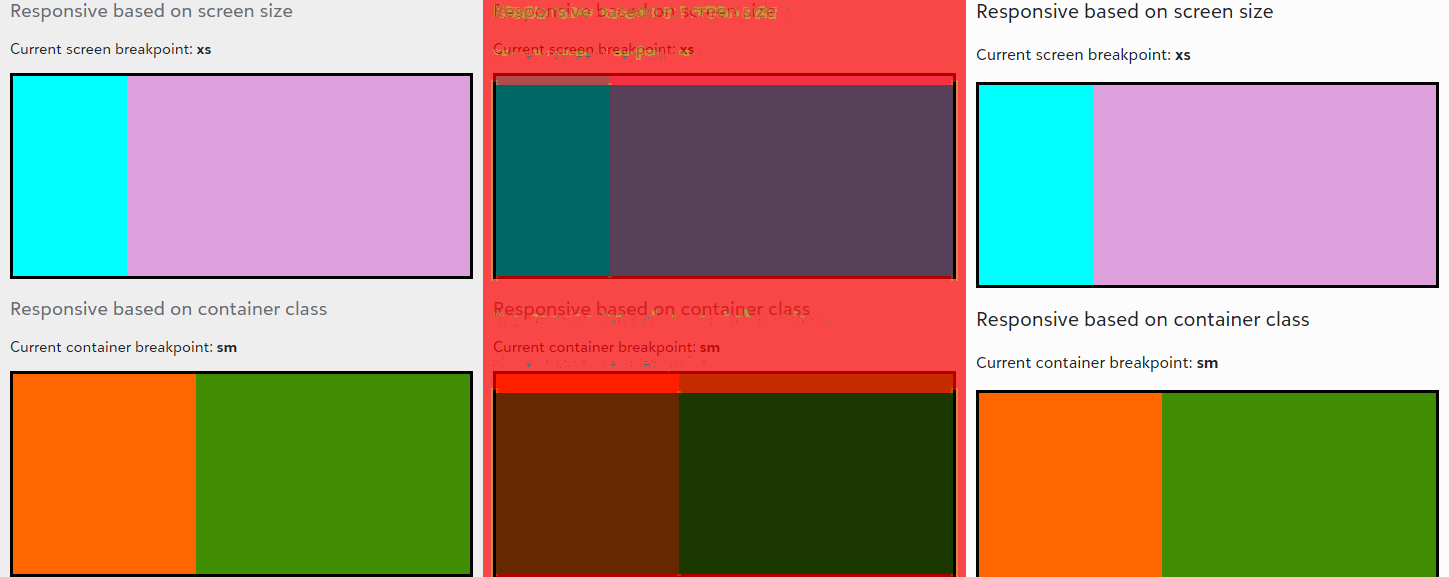 Responsive based on screen size
Current screen breakpoint: xs
Responsive based on container class
Current container breakpoint: sm
Responsive based on screen size
Current screen breakpoint: xs
Responsive based on container class
Current container breakpoint: sm
Responsive based on screen size
Current screen breakpoint: xs
Responsive based on container class
Current container breakpoint: sm